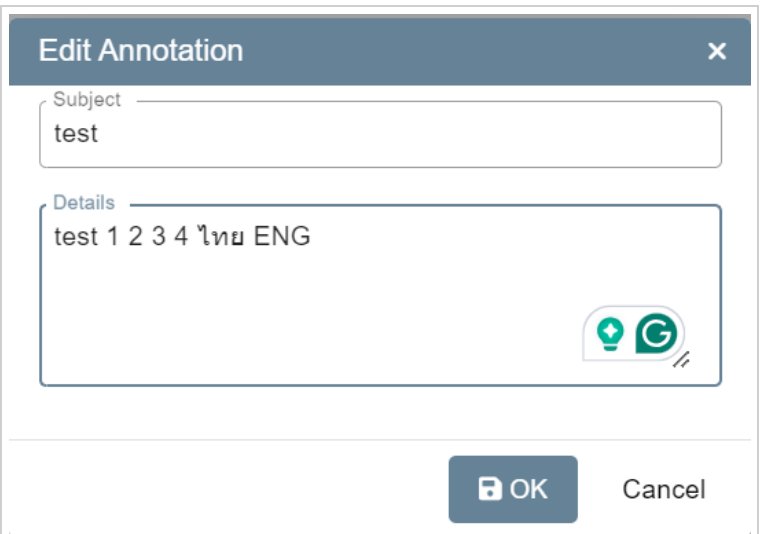 Edit Annotation
Subject
test
Details
test 1 2 3 4 ไทย ENG
OK
Cancel